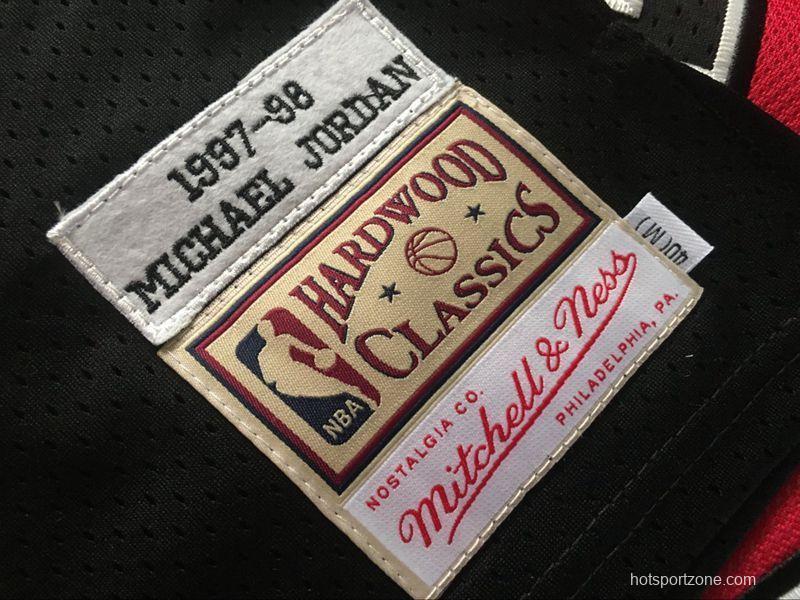 1997-98
MICHAEL JORDAN
HARDWOOD
CLASSICS
NBA
40(M)
NOSTALGIA CO.
Mitchell & Ness
PHILADELPHIA, PA.
hotsportzone.com